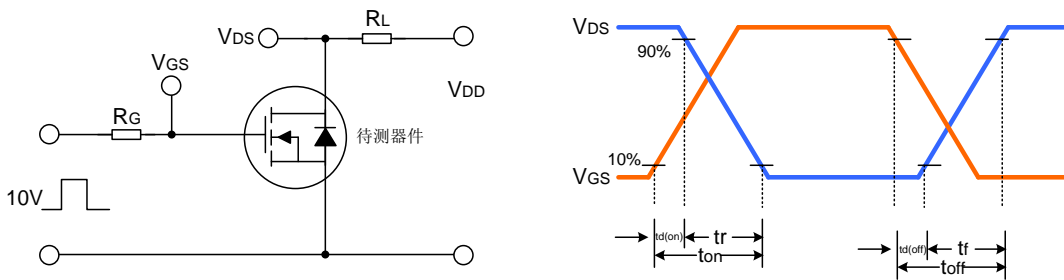 VDS
RL
VGS
VDD
RG
待测器件
10V
VDS
90%
10%
VGS
td(on)
tr
ton
td(off)
tf
toff